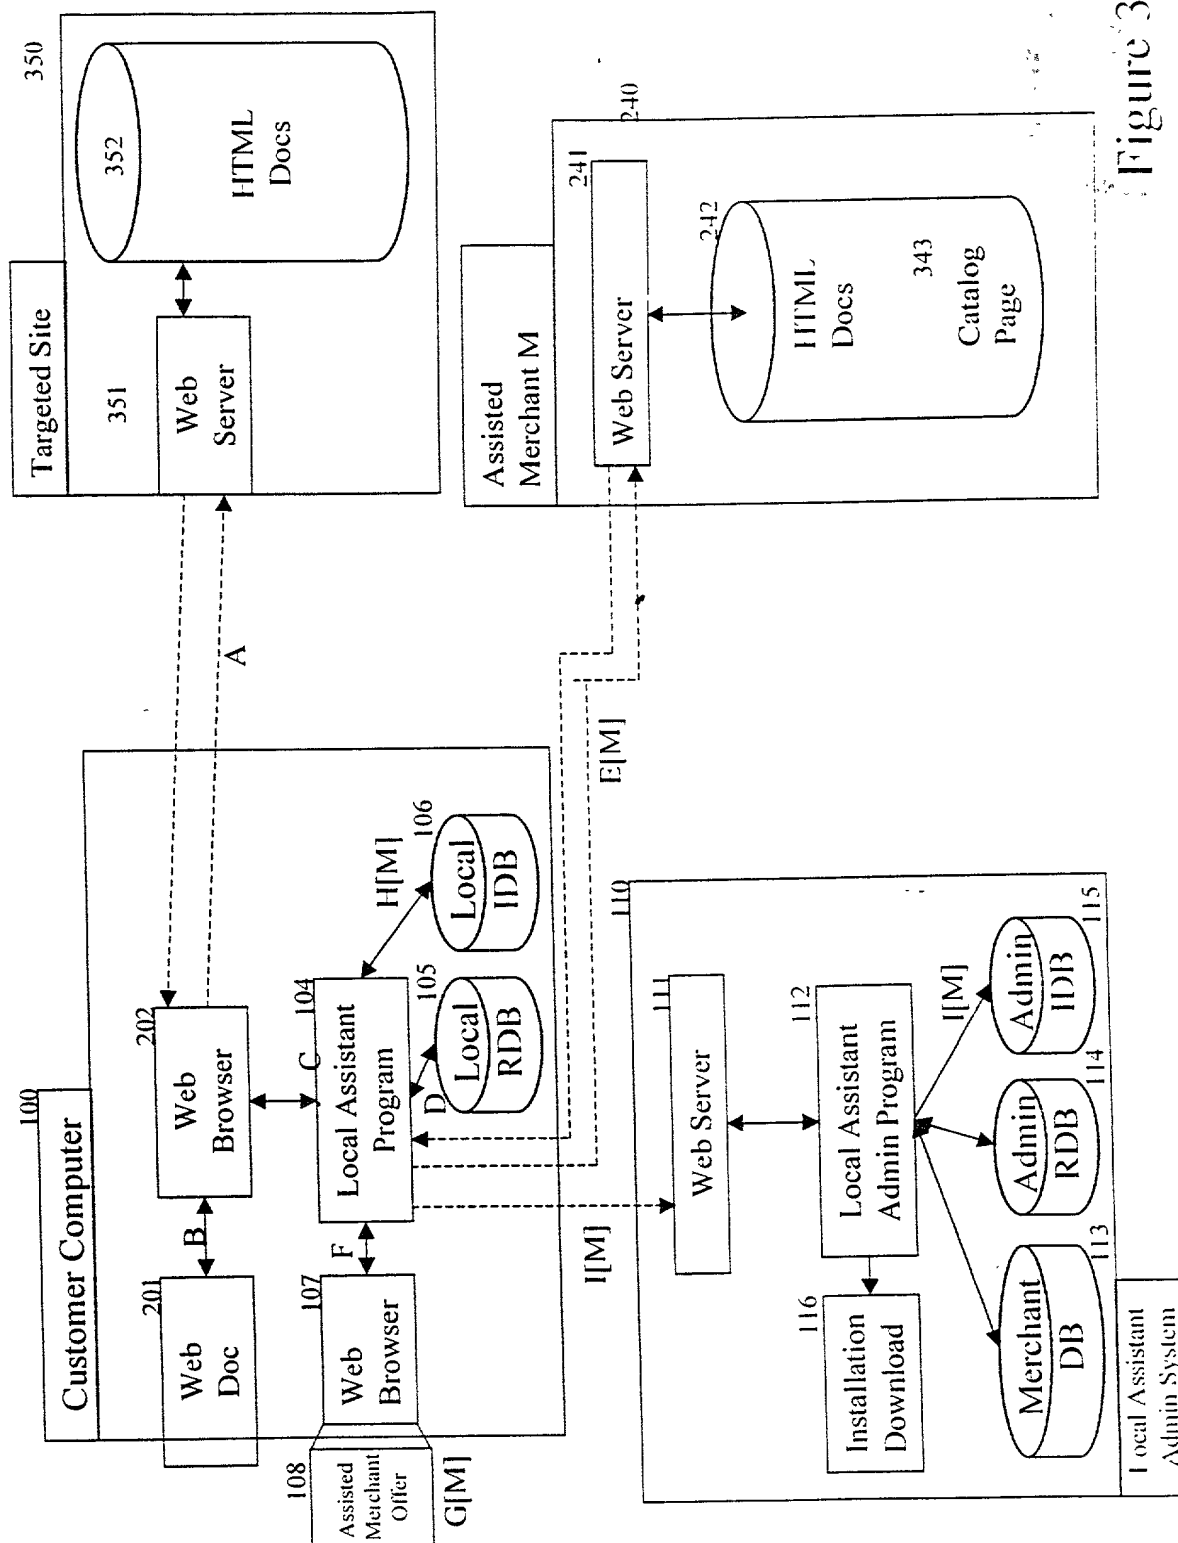 Customer Computer
100
Web
Doc
201
B
Web
Browser
202
A
C
Assisted
Merchant
Offer
108
G[M]
Web
Browser
107
F
Local Assistant
Program
104
D
Local
RDB
105
H[M]
Local
IDB
106
Targeted Site
350
351
Web
Server
352
HTML
Docs
E[M]
I[M]
Assisted
Merchant M
240
Web Server
241
242
HTML
Docs
343
Catalog
Page
110
Web Server
111
Installation
Download
116
Local Assistant
Admin Program
112
I[M]
Merchant
DB
113
Admin
RDB
114
Admin
IDB
115
Local Assistant
Admin System
Figure 3